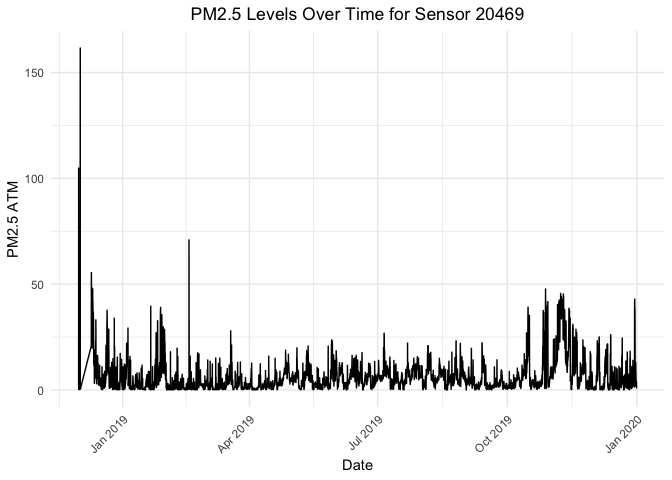 PM2.5 Levels Over Time for Sensor 20469
PM2.5 ATM
150
100
50
0
Jan 2019
Apr 2019
Jul 2019
Oct 2019
Jan 2020
Date